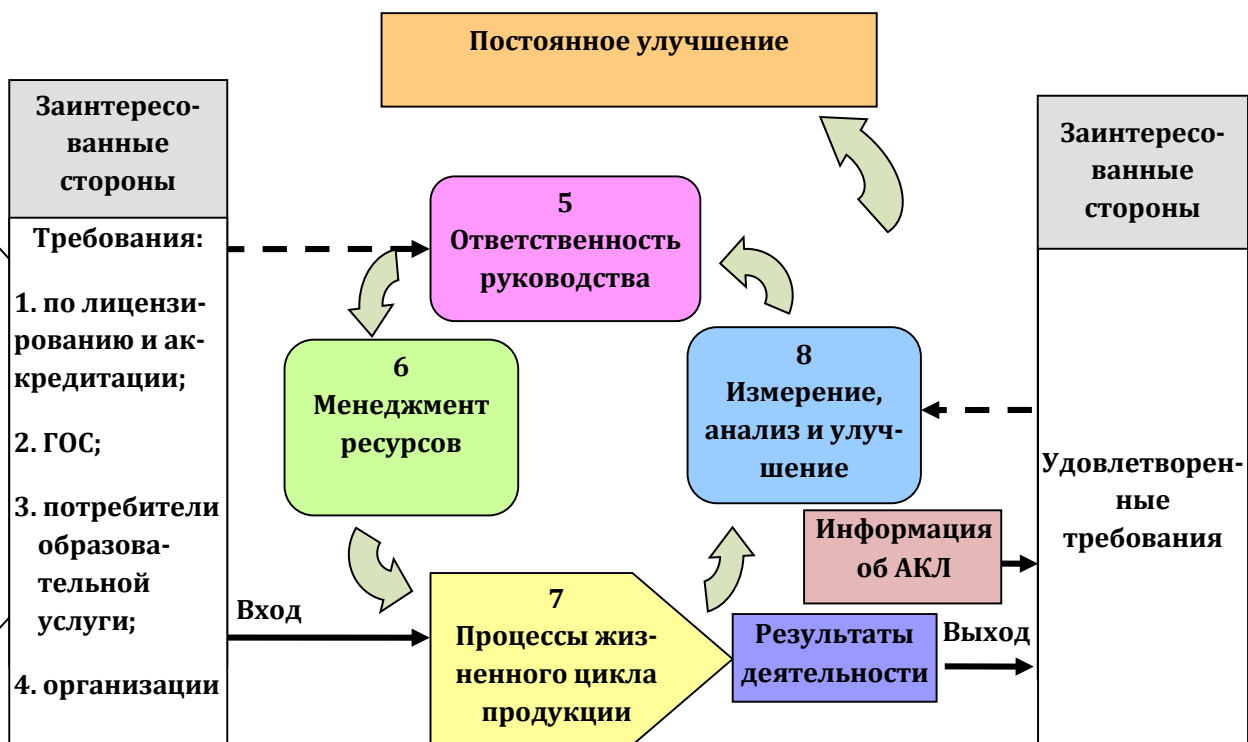 Постоянное улучшение
Заинтересо-
ванные
стороны
Требования:
1. по лицензи-
рованию и ак-
кредитации;
2. ГОС;
3. потребители
образова-
тельной
услуги;
4. организации
5
Ответственность
руководства
6
Менеджмент
ресурсов
Вход
7
Процессы жиз-
ненного цикла
продукции
8
Измерение,
анализ и улуч-
шение
Информация
об АКЛ
Результаты
деятельности
Выход
Заинтересо-
ванные
стороны
Удовлетворен-
ные
требования